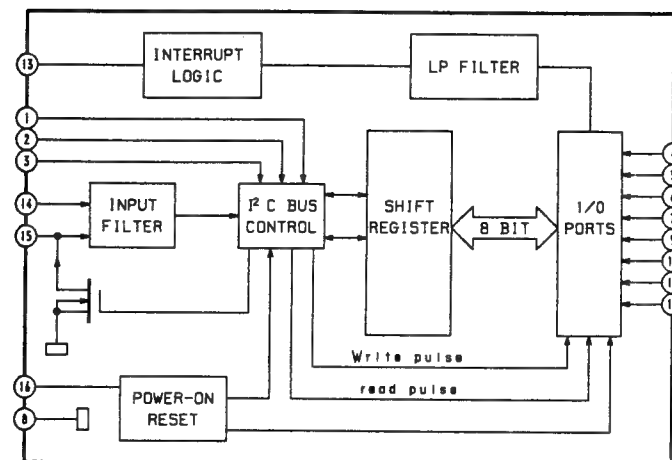 INTERRUPT
LOGIC
LP FILTER
13
1
2
3
14
INPUT
FILTER
I² C BUS
CONTROL
SHIFT
REGISTER
8 BIT
I/O
PORTS
15
Write pulse
read pulse
16
POWER-ON
RESET
8